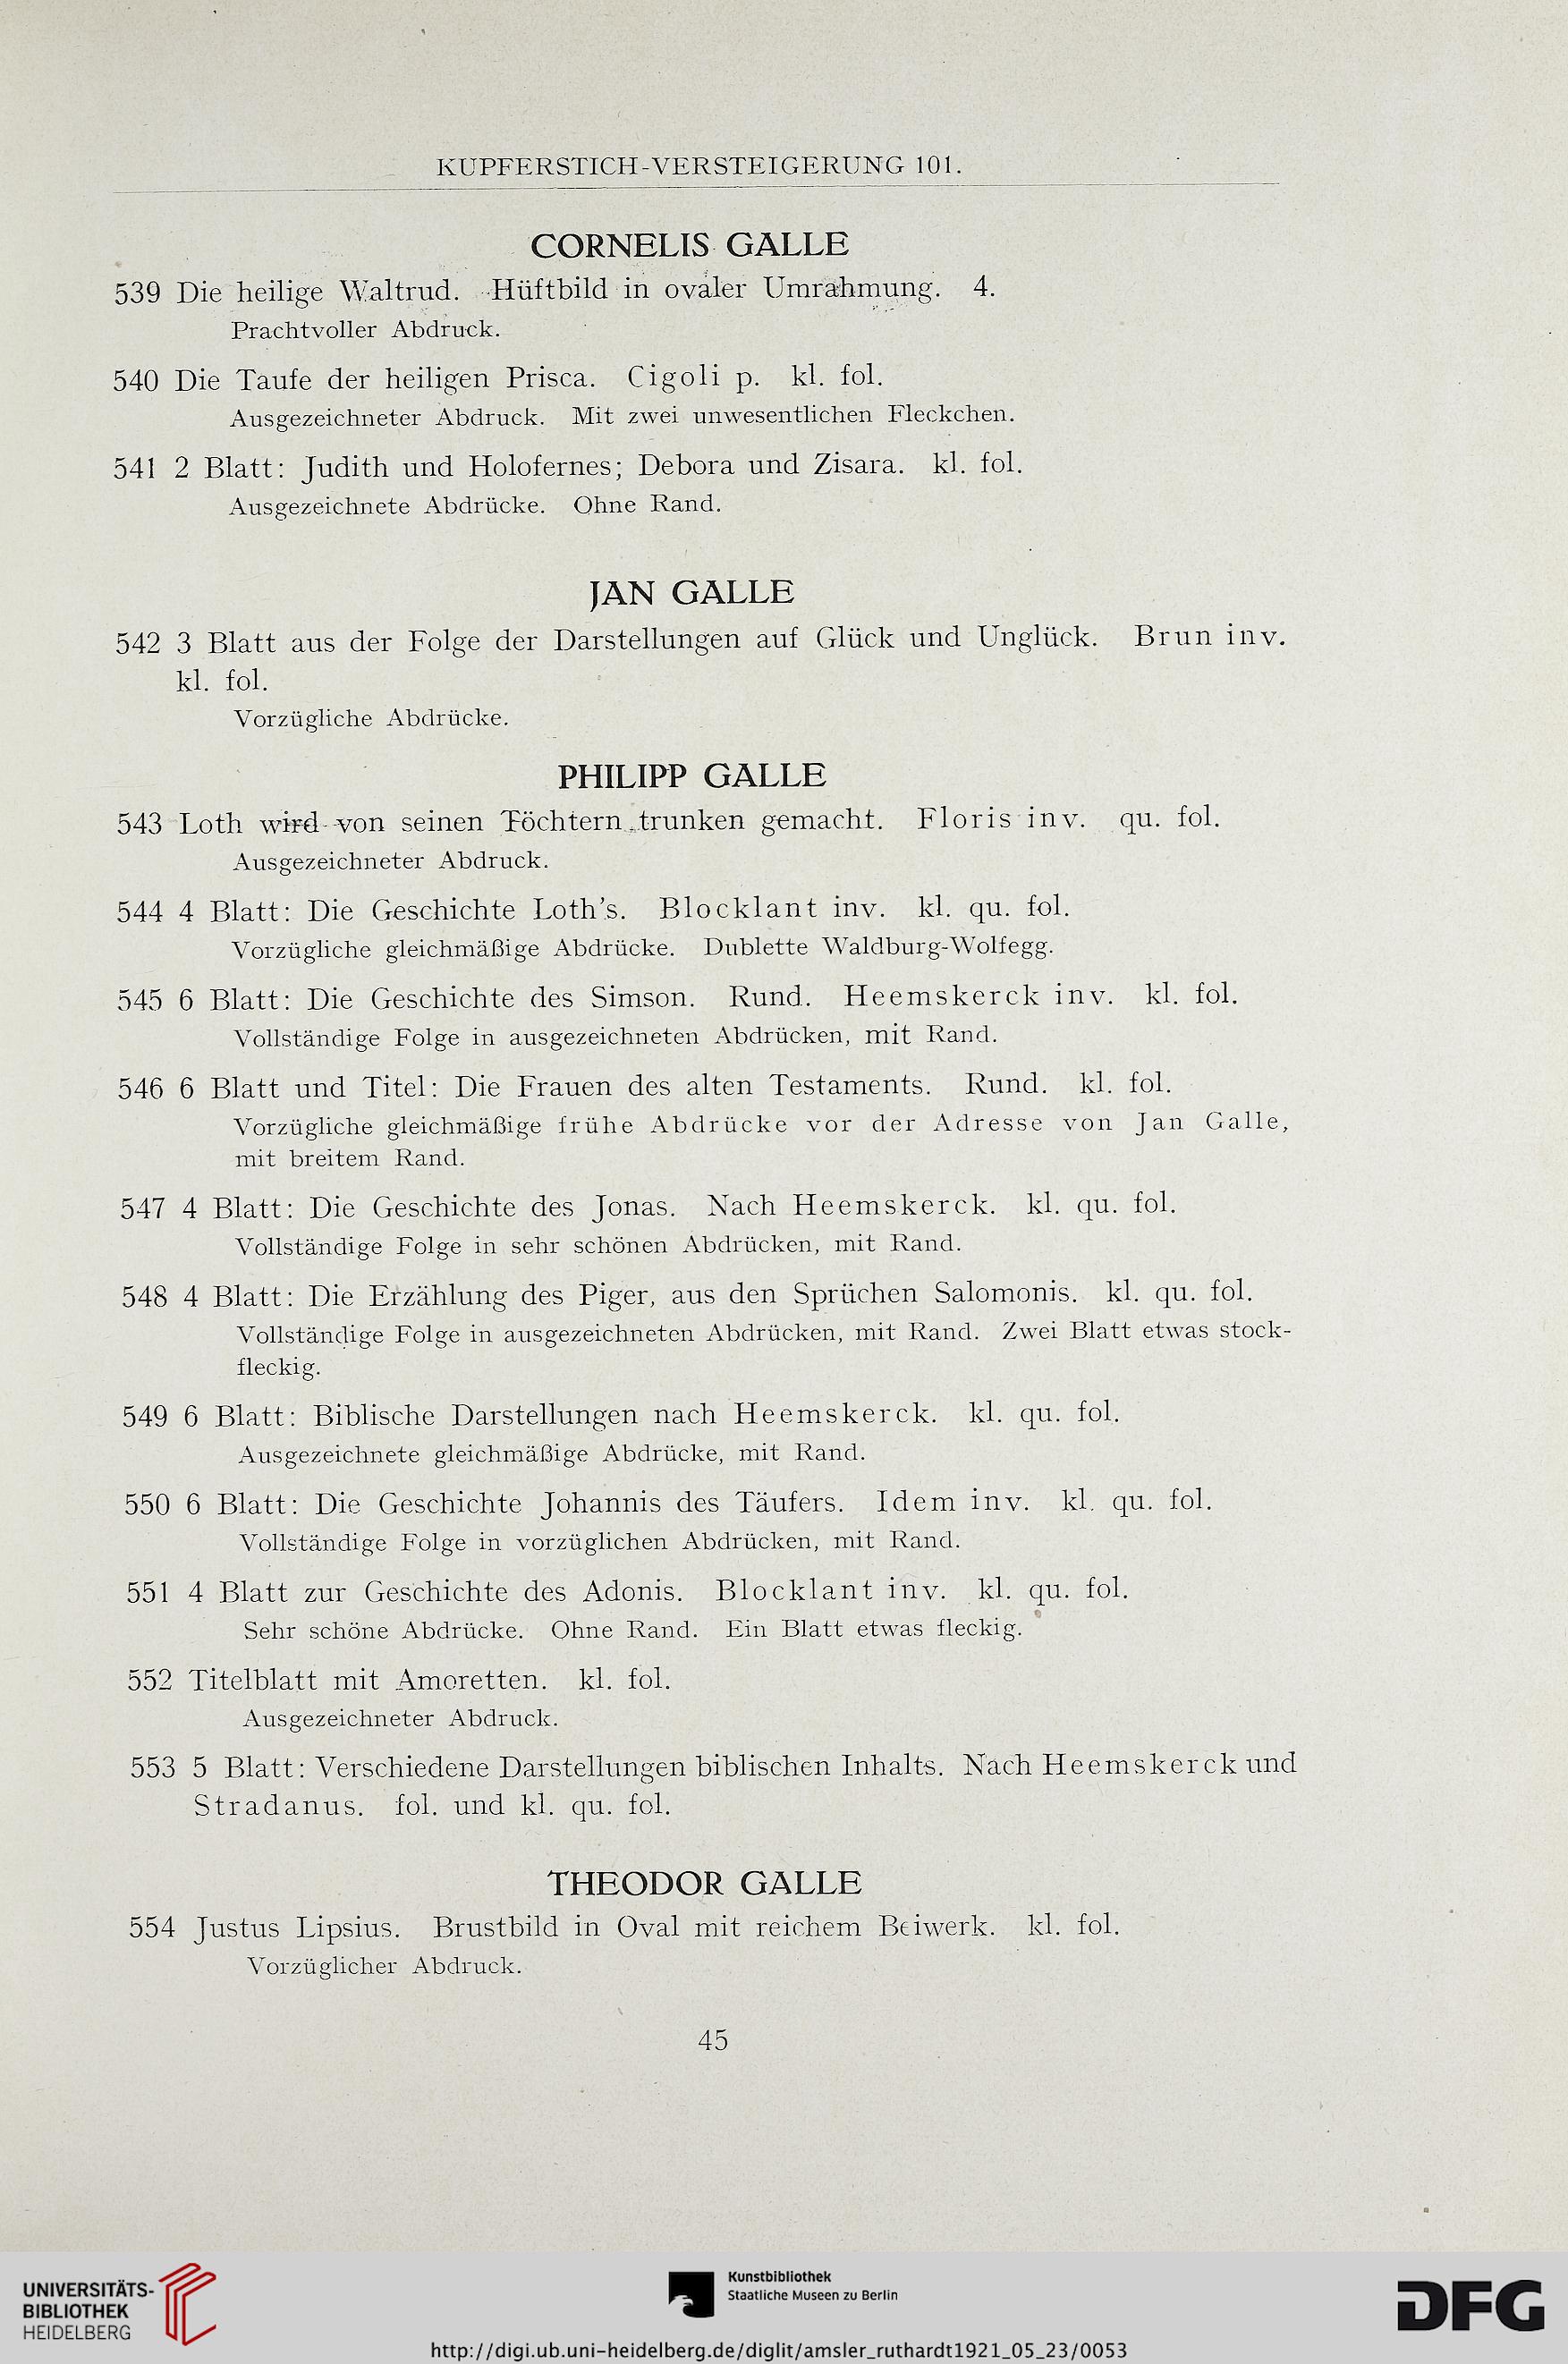 KUPFERSTICH-VERSTEIGERUNG 101.
CORNELIS GALLE
539 Die heilige Waltrud. Hüftbild in ovaler Umrahmung. 4.
Prachtvoller Abdruck.
540 Die Taufe der heiligen Prisca. Cigoli p. kl. fol.
Ausgezeichneter Abdruck. Mit zwei unwesentlichen Fleckchen.
541 2 Blatt: Judith und Holofernes; Debora und Zisara. kl. fol.
Ausgezeichnete Abdrücke. Ohne Rand.
JAN GALLE
542 3 Blatt aus der Folge der Darstellungen auf Glück und Unglück. Brun inv.
kl. fol.
Vorzügliche Abdrücke.
PHILIPP GALLE
543 Loth wird von seinen Töchtern trunken gemacht. Floris inv. qu. fol.
Ausgezeichneter Abdruck.
544 4 Blatt: Die Geschichte Loth's. Blocklant inv. kl. qu. fol.
Vorzügliche gleichmäßige Abdrücke. Dublette Waldburg-Wolfegg.
545 6 Blatt: Die Geschichte des Simson. Rund. Heemskerck inv. kl. fol.
Vollständige Folge in ausgezeichneten Abdrücken, mit Rand.
546 6 Blatt und Titel: Die Frauen des alten Testaments. Rund. kl. fol.
Vorzügliche gleichmäßige frühe Abdrücke vor der Adresse von Jan Galle,
mit breitem Rand.
547 4 Blatt: Die Geschichte des Jonas. Nach Heemskerck. kl. qu. fol.
Vollständige Folge in sehr schönen Abdrücken, mit Rand.
548 4 Blatt: Die Erzählung des Piger, aus den Sprüchen Salomonis. kl. qu. fol.
Vollständige Folge in ausgezeichneten Abdrücken, mit Rand. Zwei Blatt etwas stock-
fleckig.
549 6 Blatt: Biblische Darstellungen nach Heemskerck. kl. qu. fol.
Ausgezeichnete gleichmäßige Abdrücke, mit Rand.
550 6 Blatt: Die Geschichte Johannis des Täufers. Idem inv. kl. qu. fol.
Vollständige Folge in vorzüglichen Abdrücken, mit Rand.
551 4 Blatt zur Geschichte des Adonis. Blocklant inv. kl. qu. fol.
Sehr schöne Abdrücke. Ohne Rand. Ein Blatt etwas fleckig.
552 Titelblatt mit Amoretten. kl. fol.
Ausgezeichneter Abdruck.
553 5 Blatt: Verschiedene Darstellungen biblischen Inhalts. Nach Heemskerck und
Stradanus. fol. und kl. qu. fol.
THEODOR GALLE
554 Justus Lipsius. Brustbild in Oval mit reichem Beiwerk. kl. fol.
Vorzüglicher Abdruck.
45
UNIVERSITÄTS-
BIBLIOTHEK
HEIDELBERG
Kunstbibliothek
Staatliche Museen zu Berlin
DFG
http://digi.ub.uni-heidelberg.de/diglit/amsler_ruthardt1921_05_23/0053